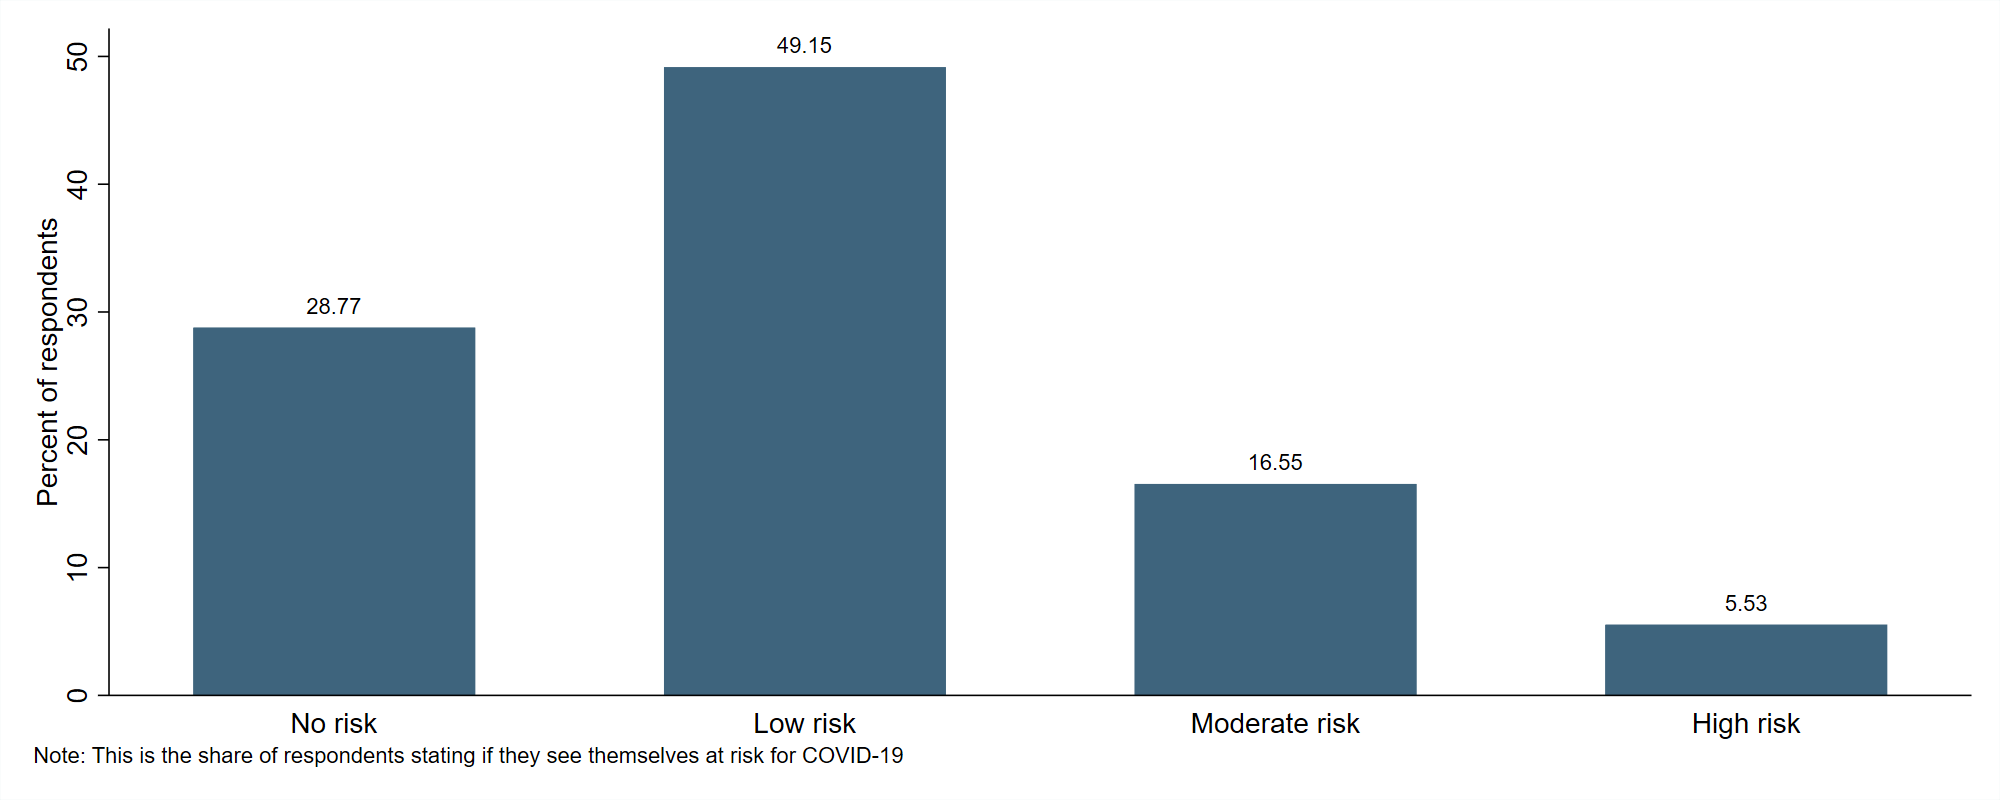 Percent of respondents
50
40
30
20
10
0
28.77
49.15
16.55
5.53
No risk
Low risk
Moderate risk
High risk
Note: This is the share of respondents stating if they see themselves at risk for COVID-19